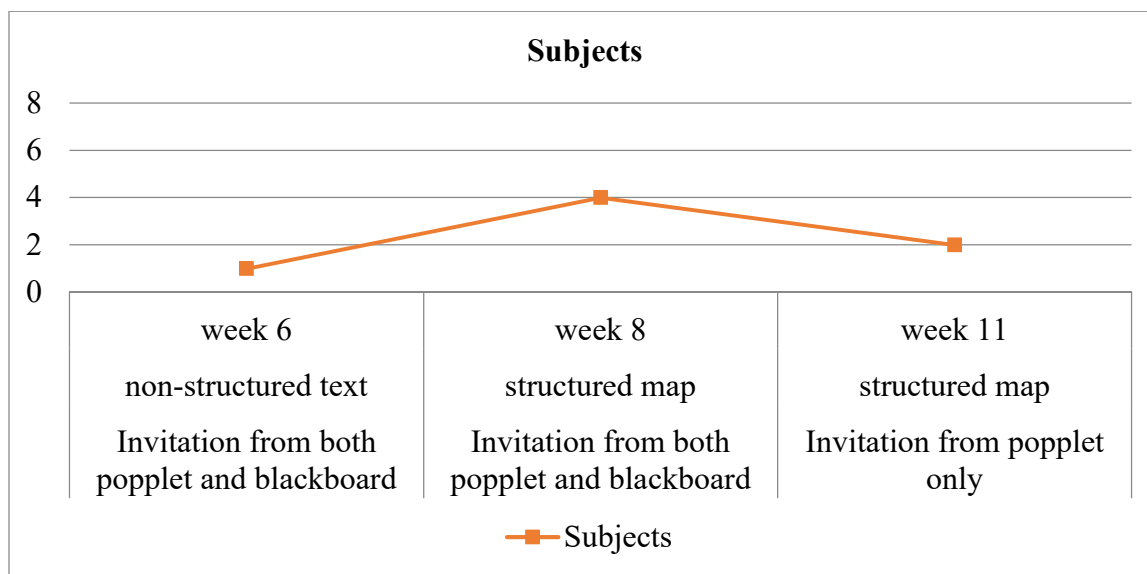 Subjects
8
6
4
2
0
week 6
week 8
week 11
non-structured text
structured map
structured map
Invitation from both
popplet and blackboard
Invitation from both
popplet and blackboard
Invitation from popplet
only
Subjects